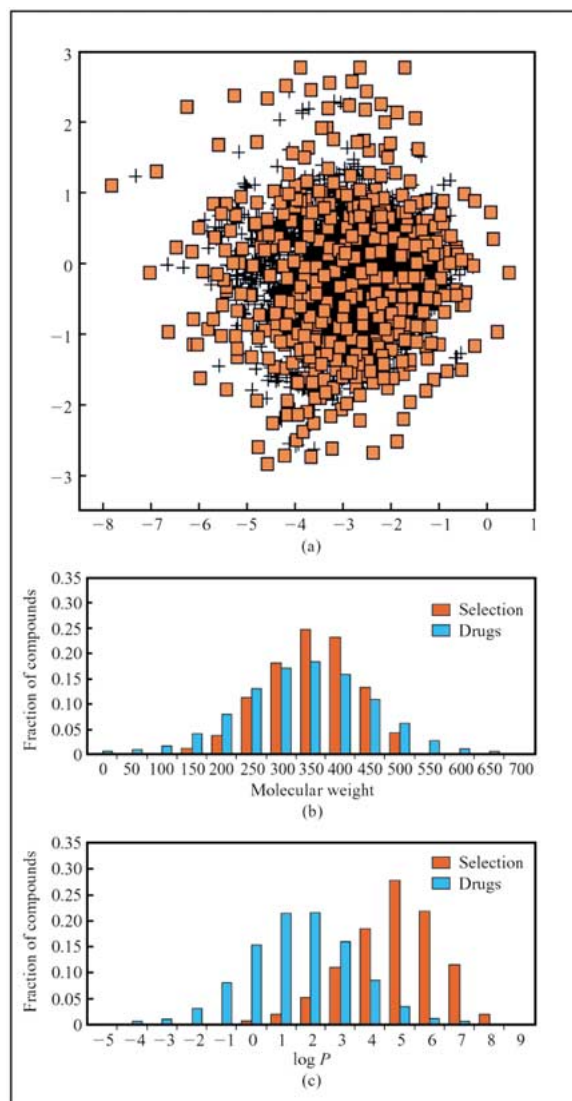 3
2
1
0
−1
−2
−3
−8 −7 −6 −5 −4 −3 −2 −1 0 1
(a)
0.35
0.30
0.25
0.20
0.15
0.10
0.05
0
Fraction of compounds
Selection
Drugs
0 50 100 150 200 250 300 350 400 450 500 550 600 650 700
Molecular weight
(b)
0.35
0.30
0.25
0.20
0.15
0.10
0.05
0
Fraction of compounds
Selection
Drugs
−5 −4 −3 −2 −1 0 1 2 3 4 5 6 7 8 9
log P
(c)